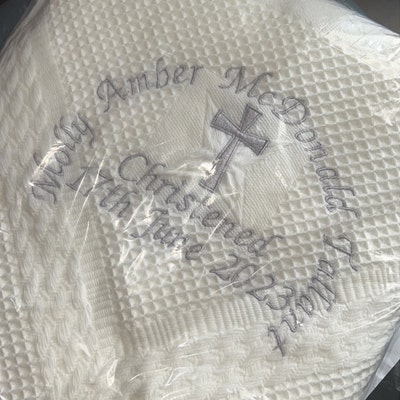 Molly Amber McDonald Tallant
Christened
17th June 2023